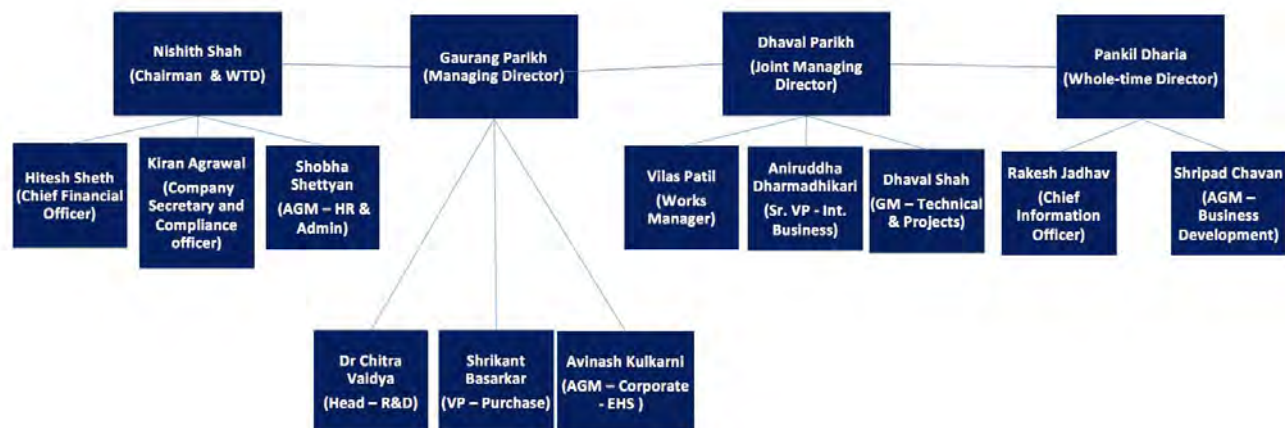 Nishith Shah
(Chairman & WTD)
Gaurang Parikh
(Managing Director)
Dhaval Parikh
(Joint Managing
Director)
Pankil Dharia
(Whole-time Director)
Hitesh Sheth
(Chief Financial
Officer)
Kiran Agrawal
(Company
Secretary and
Compliance
officer)
Shobha
Shettyan
(AGM – HR &
Admin)
Vilas Patil
(Works
Manager)
Aniruddha
Dharmadhikari
(Sr. VP - Int.
Business)
Dhaval Shah
(GM – Technical
& Projects)
Rakesh Jadhav
(Chief
Information
Officer)
Shripad Chavan
(AGM –
Business
Development)
Dr Chitra
Vaidya
(Head – R&D)
Shrikant
Basarkar
(VP – Purchase)
Avinash Kulkarni
(AGM – Corporate
- EHS )